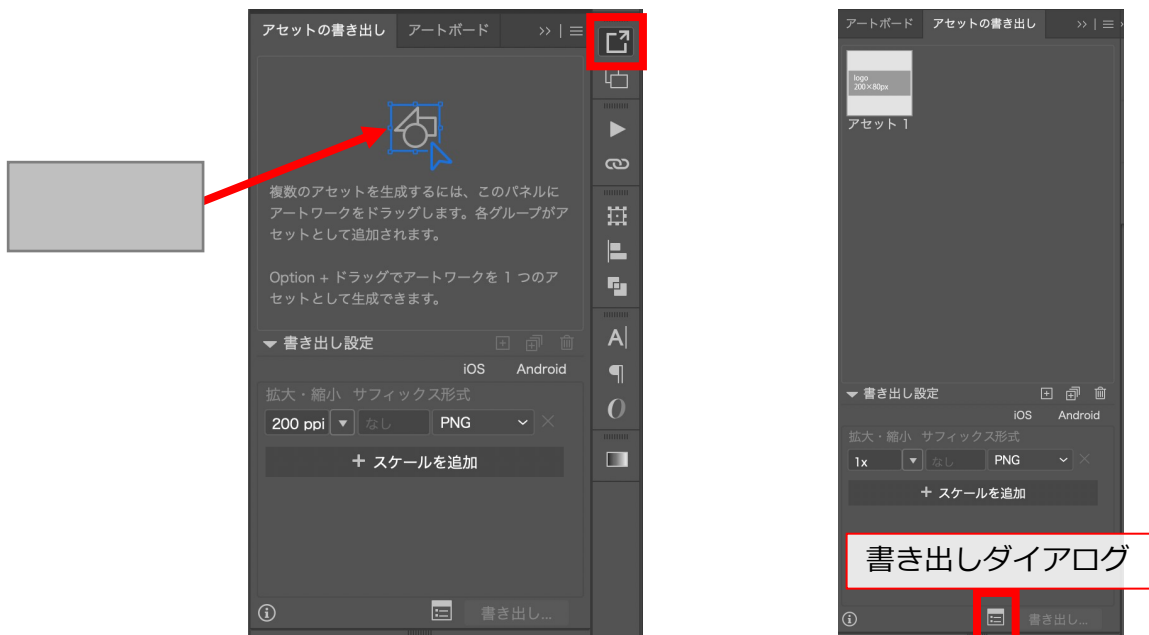 アセットの書き出し
アートボード
複数のアセットを生成するには、このパネルに
アートワークをドラッグします。各グループがア
セットとして追加されます。
Option + ドラッグでアートワークを 1 つのア
セットとして生成できます。
書き出し設定
iOS Android
拡大・縮小 サフィックス形式
200 ppi なし PNG
+ スケールを追加
書き出し...
アートボード アセットの書き出し
logo
200×80px
アセット 1
書き出し設定
iOS Android
拡大・縮小 サフィックス形式
1x なし PNG
+ スケールを追加
書き出しダイアログ
書き出し...